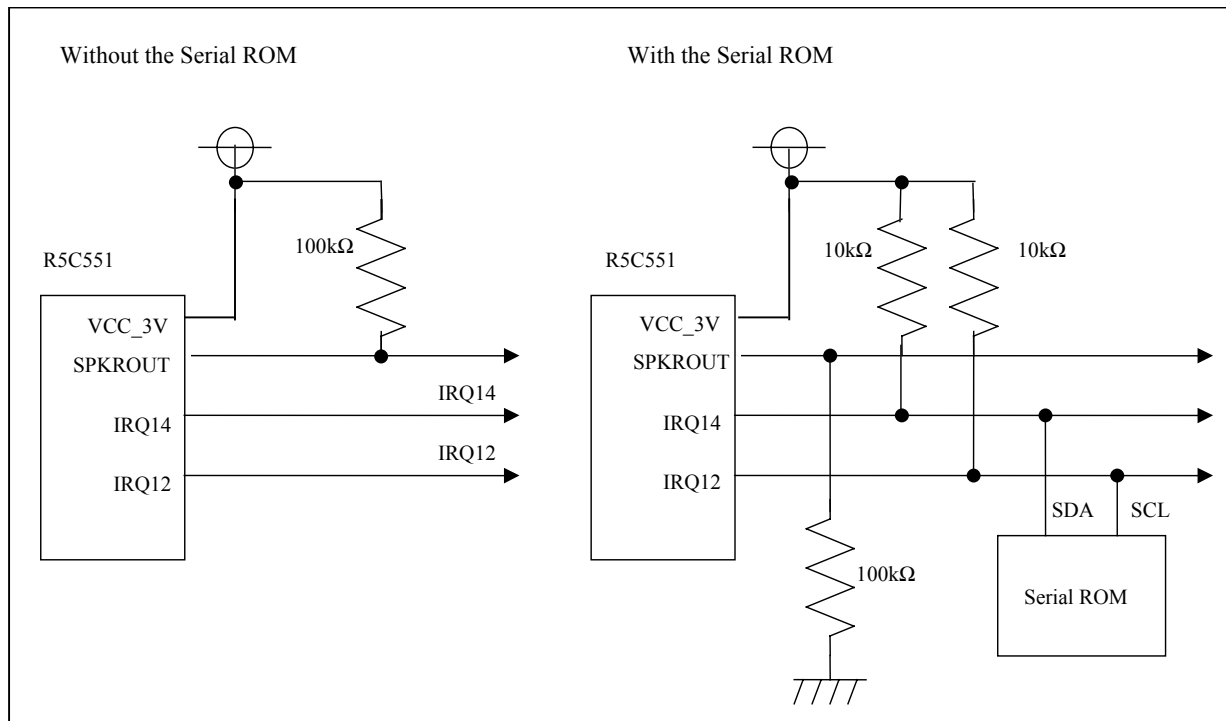 Without the Serial ROM
100kΩ
R5C551
VCC_3V
SPKROUT
IRQ14
IRQ14
IRQ12
IRQ12
With the Serial ROM
10kΩ
10kΩ
R5C551
VCC_3V
SPKROUT
IRQ14
IRQ12
SDA
SCL
100kΩ
Serial ROM